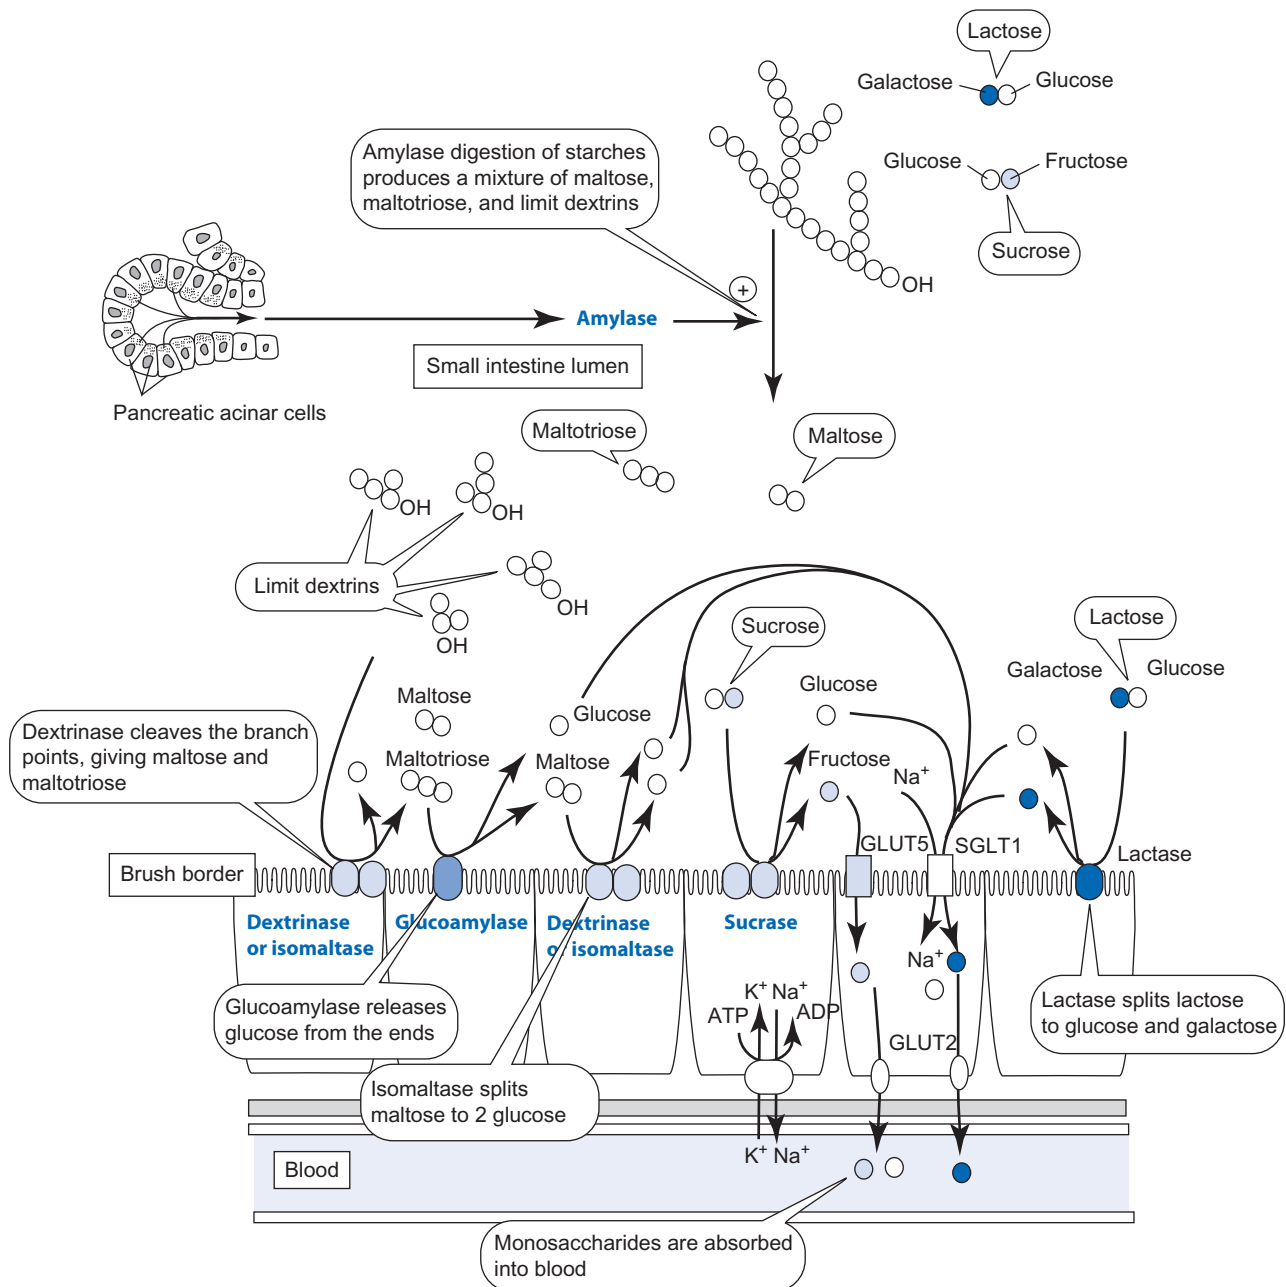 Lactose
Galactose
Glucose
Amylase digestion of starches
produces a mixture of maltose,
maltotriose, and limit dextrins
Glucose
Fructose
Sucrose
OH
+
Amylase
Small intestine lumen
Pancreatic acinar cells
Maltotriose
Maltose
OH
OH
Limit dextrins
OH
OH
Sucrose
Lactose
Galactose
Glucose
Maltose
Glucose
Glucose
Dextrinase cleaves the branch
points, giving maltose and
maltotriose
Maltotriose
Maltose
Fructose
Na+
GLUT5
SGLT1
Lactase
Brush border
Dextrinase
or isomaltase
Glucoamylase
Dextrinase
or isomaltase
Sucrase
Na+
Glucoamylase releases
glucose from the ends
K+ Na+
ATP
ADP
Lactase splits lactose
to glucose and galactose
GLUT2
Isomaltase splits
maltose to 2 glucose
K+ Na+
Blood
Monosaccharides are absorbed
into blood